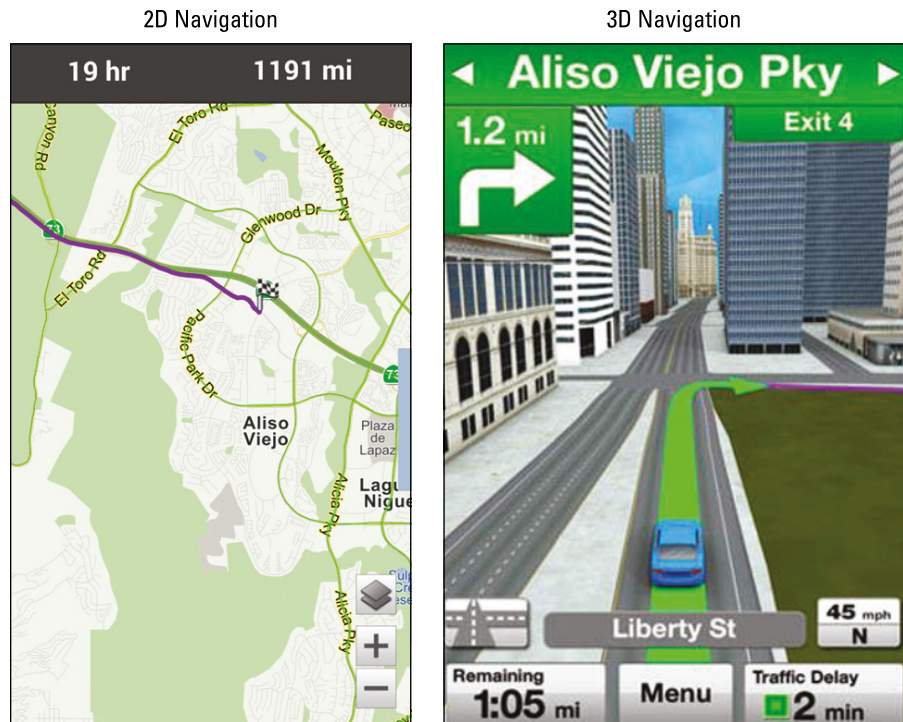 2D Navigation
19 hr 1191 mi
Canyon Rd
El Toro Rd
Moulton Pky
Paseo
Glenwood Dr
73
El Toro Rd
Pacific Park Dr
73
Aliso
Viejo
Plaza
de
Lapaz
Lagu
Nigue
Alicia Pky
Alicia Pky
+
−
3D Navigation
Aliso Viejo Pky
Exit 4
1.2 mi
Liberty St
45 mph
N
Remaining
1:05 mi
Menu
Traffic Delay
2 min